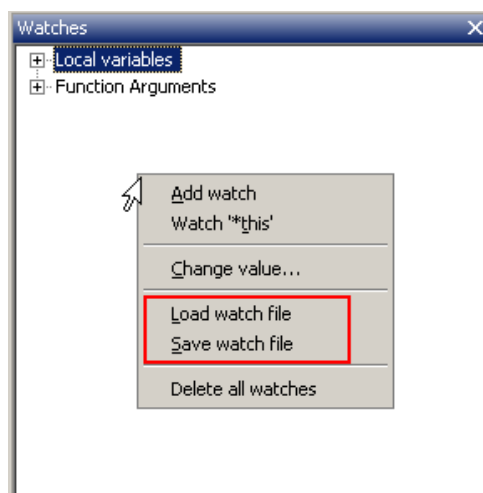 Watches
Local variables
Function Arguments
Add watch
Watch '*this'
Change value...
Load watch file
Save watch file
Delete all watches